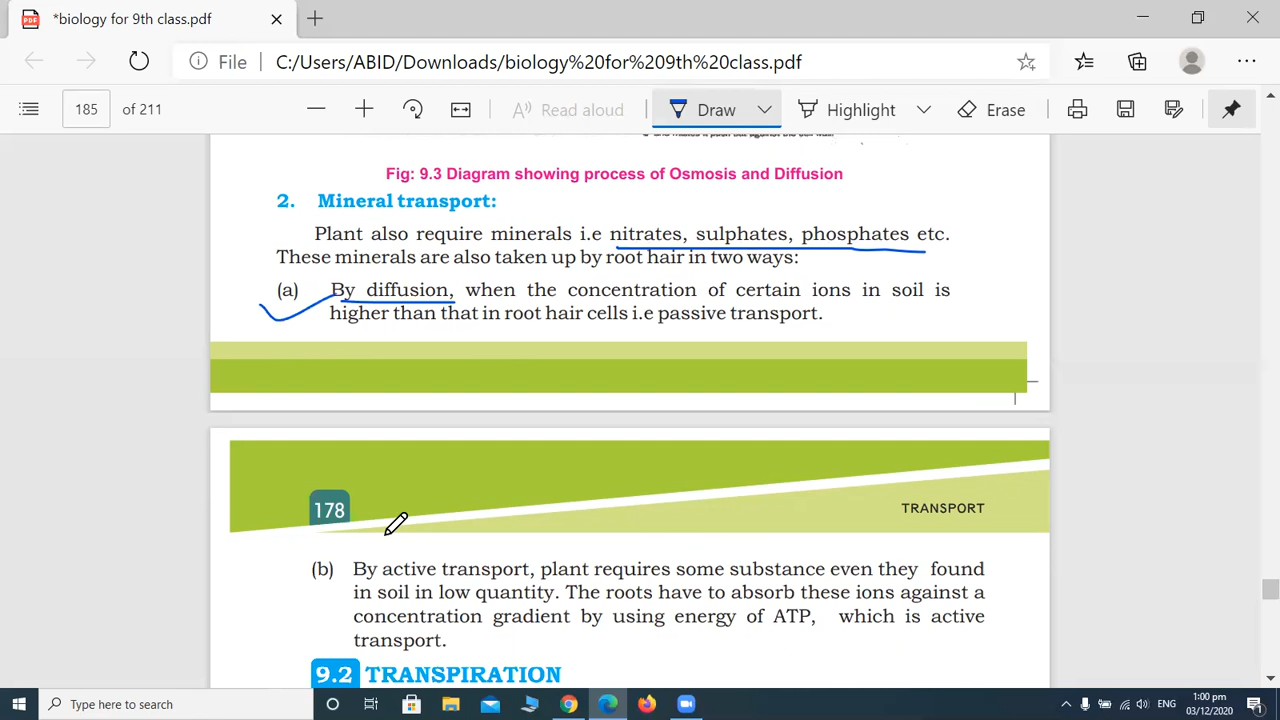 *biology for 9th class.pdf
File
C:/Users/ABID/Downloads/biology%20for%209th%20class.pdf
185 of 211
Read aloud
Draw
Highlight
Erase
Fig: 9.3 Diagram showing process of Osmosis and Diffusion
2. Mineral transport:
Plant also require minerals i.e nitrates, sulphates, phosphates etc.
These minerals are also taken up by root hair in two ways:
(a) By diffusion, when the concentration of certain ions in soil is
higher than that in root hair cells i.e passive transport.
178
TRANSPORT
(b) By active transport, plant requires some substance even they found
in soil in low quantity. The roots have to absorb these ions against a
concentration gradient by using energy of ATP, which is active
transport.
9.2 TRANSPIRATION
Type here to search
ENG
1:00 pm
03/12/2020